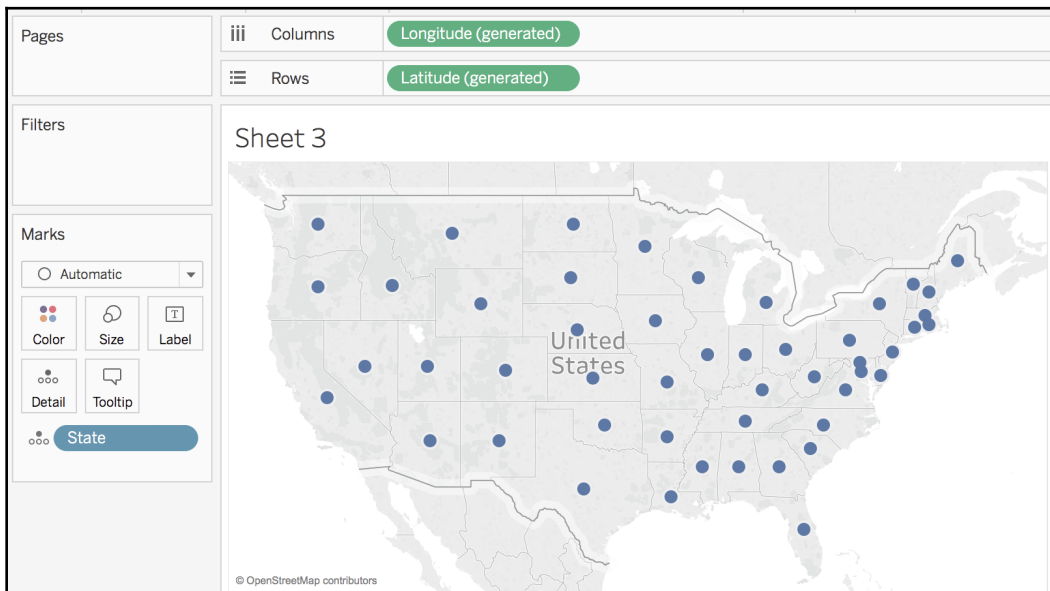 Pages
Columns
Longitude (generated)
Rows
Latitude (generated)
Filters
Sheet 3
Marks
Automatic
Color
Size
T
Label
Detail
Tooltip
State
United
States
© OpenStreetMap contributors